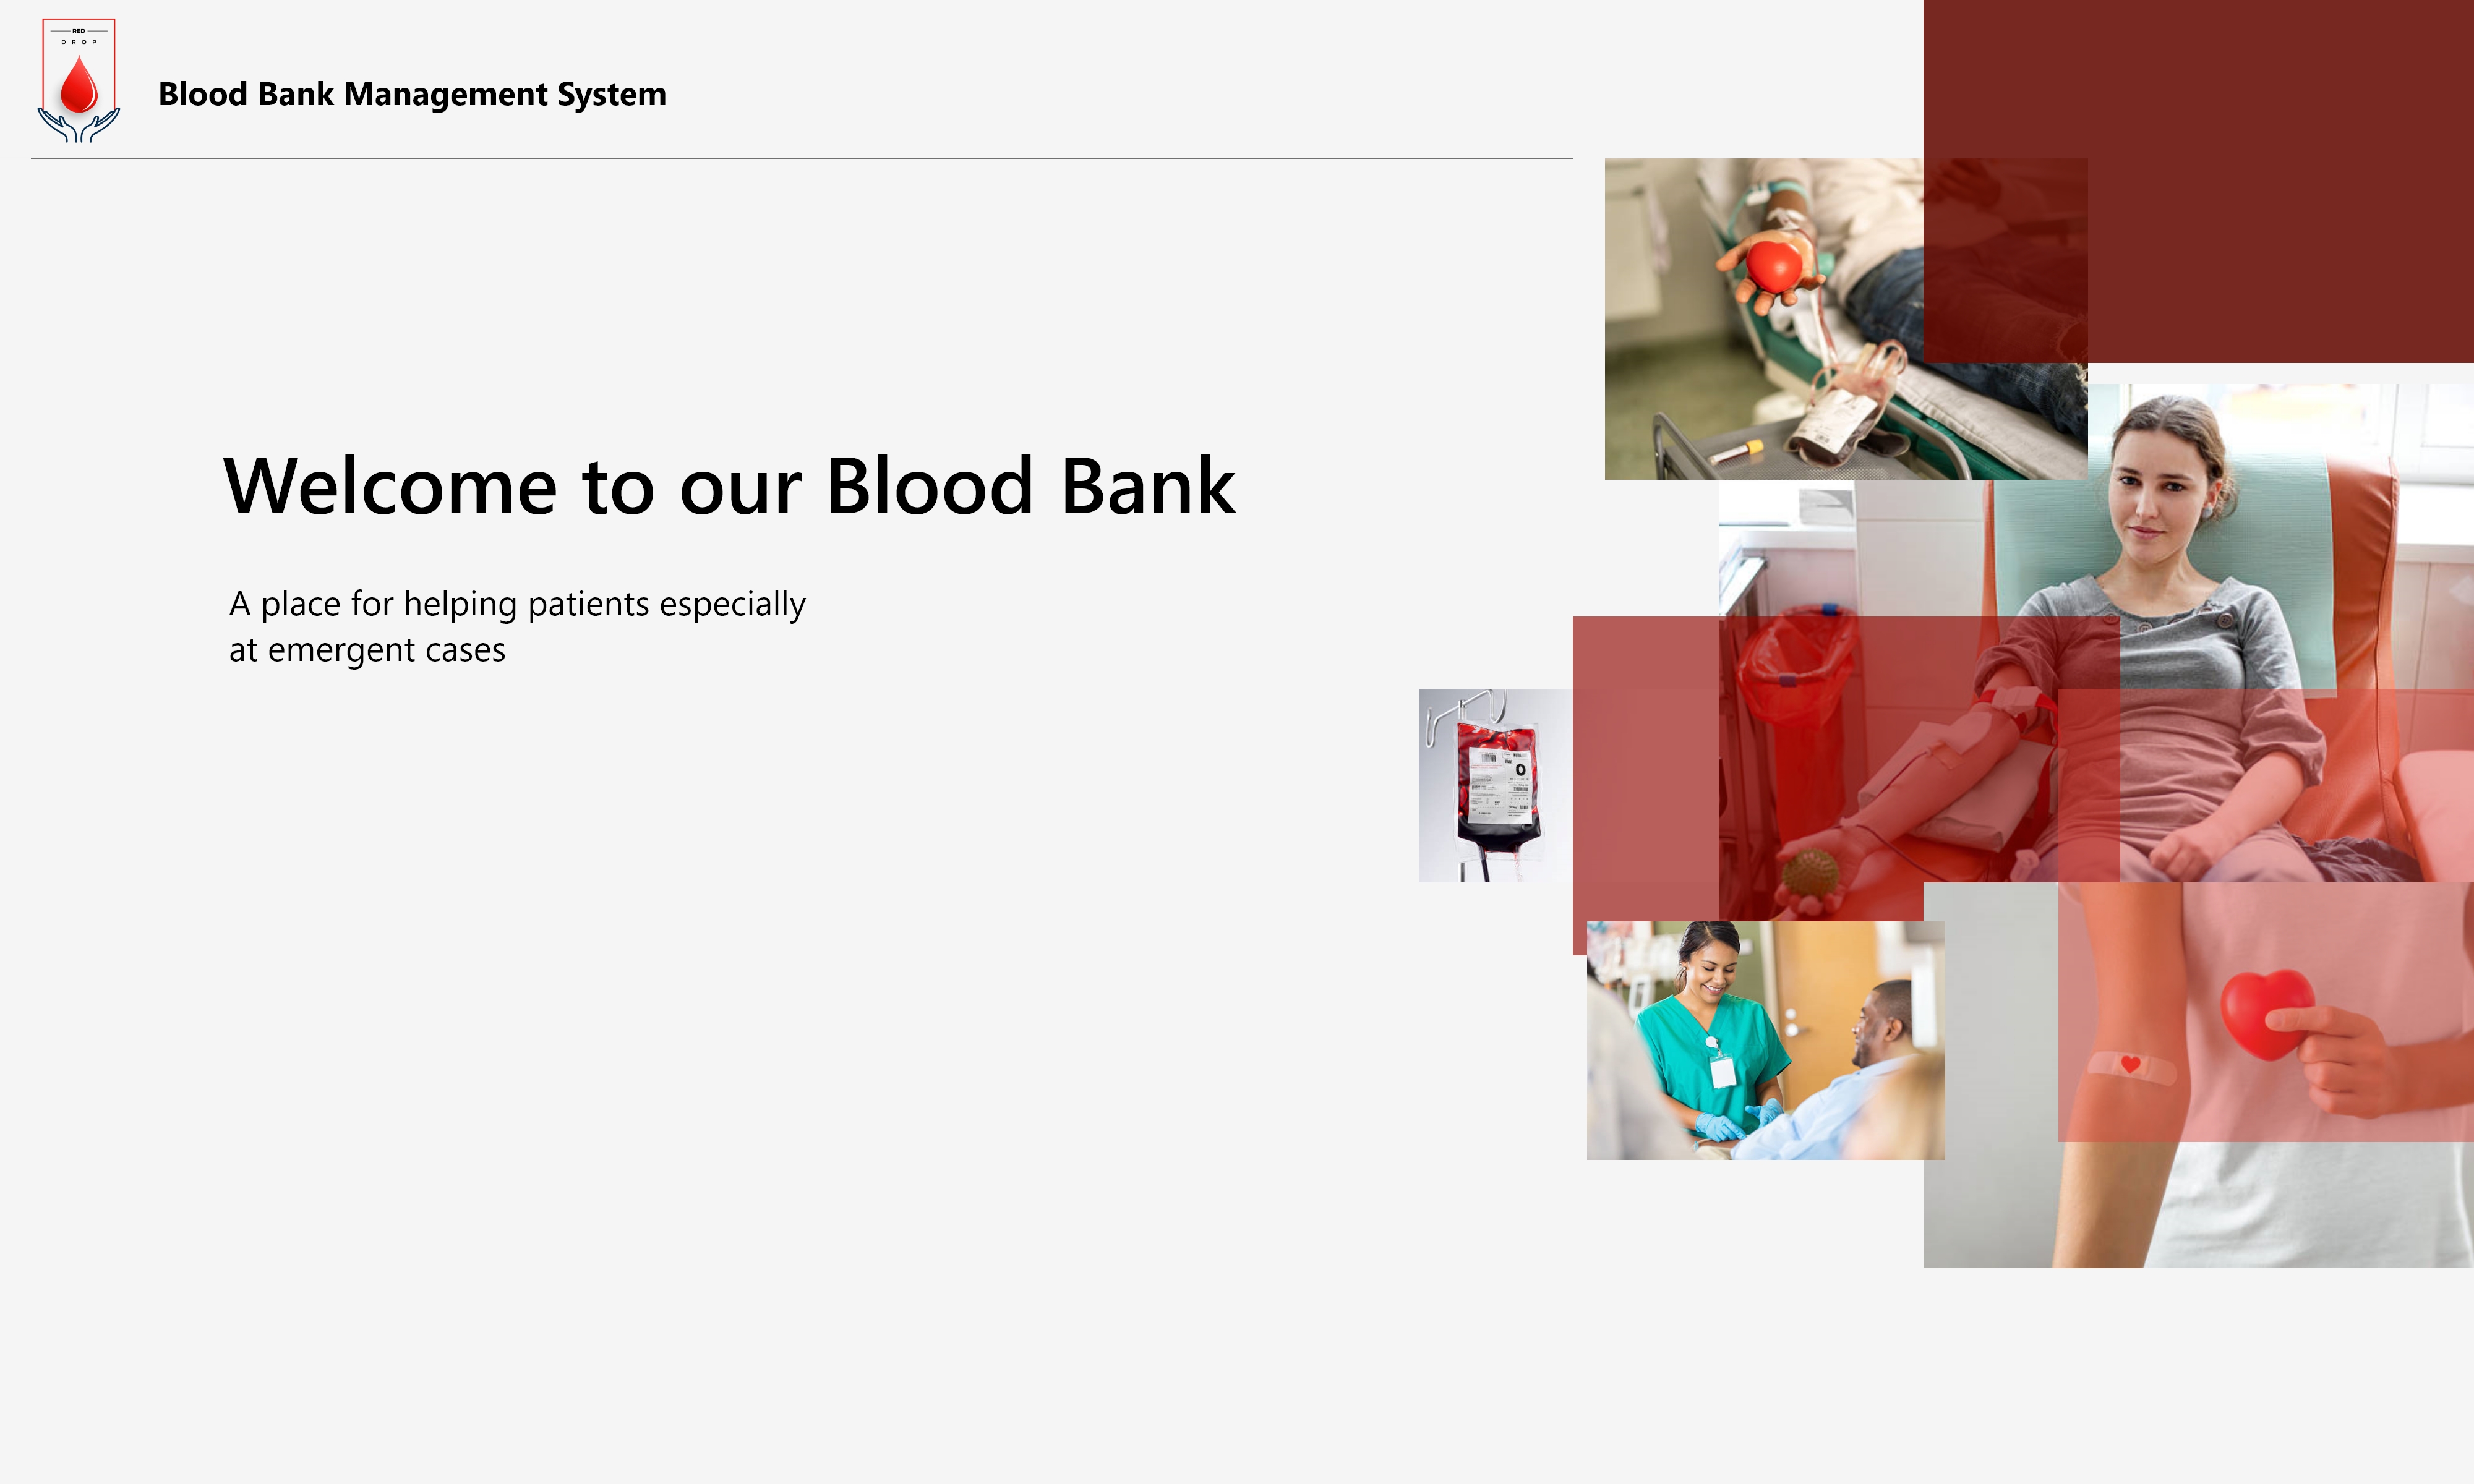 RED
DROP
Blood Bank Management System
Welcome to our Blood Bank
A place for helping patients especially
at emergent cases
O